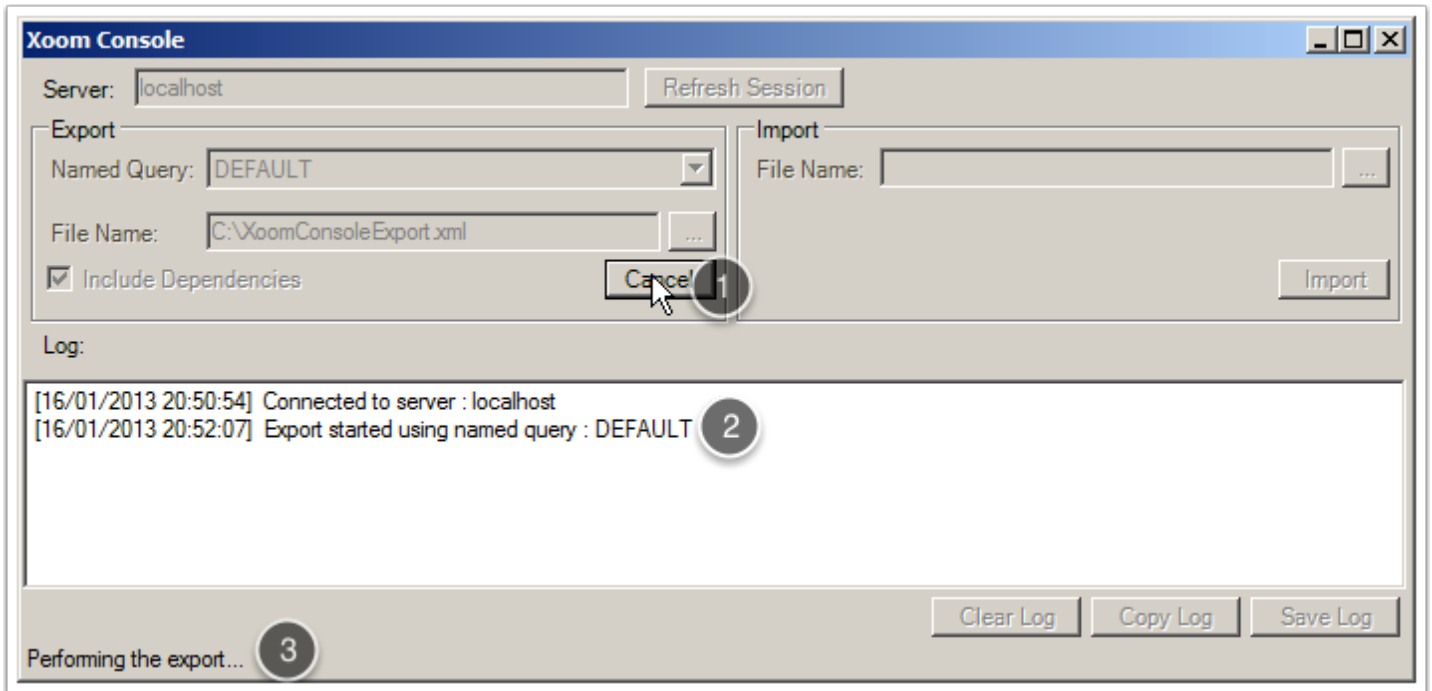 Xoom Console
Server: localhost Refresh Session
Export
Named Query: DEFAULT
File Name: C:\XoomConsoleExport.xml ...
Include Dependencies
Cancel 1
Import
File Name: ...
Import
Log:
[16/01/2013 20:50:54] Connected to server : localhost
[16/01/2013 20:52:07] Export started using named query : DEFAULT 2
Clear Log Copy Log Save Log
Performing the export... 3